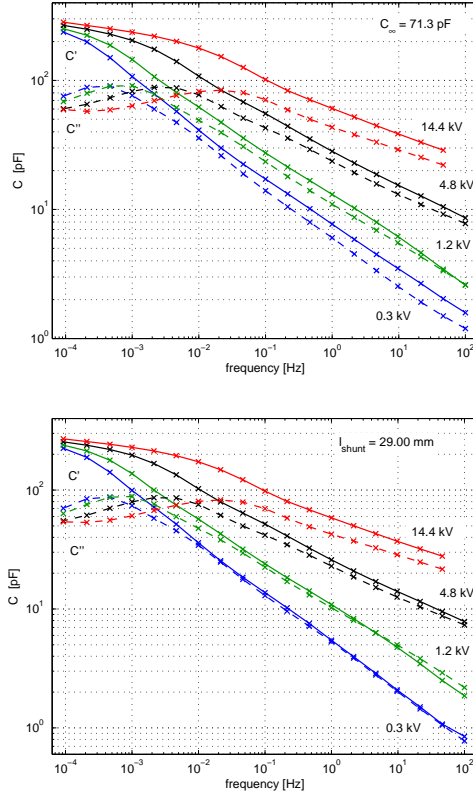 10³
C∞ = 71.3 pF
C'
10²
C''
14.4 kV
C [pF]
4.8 kV
10¹
1.2 kV
0.3 kV
10⁰
10⁻⁴ 10⁻³ 10⁻² 10⁻¹ 10⁰ 10¹ 10²
frequency [Hz]
10³
l_shunt = 29.00 mm
C'
10²
C''
14.4 kV
C [pF]
4.8 kV
10¹
1.2 kV
0.3 kV
10⁰
10⁻⁴ 10⁻³ 10⁻² 10⁻¹ 10⁰ 10¹ 10²
frequency [Hz]